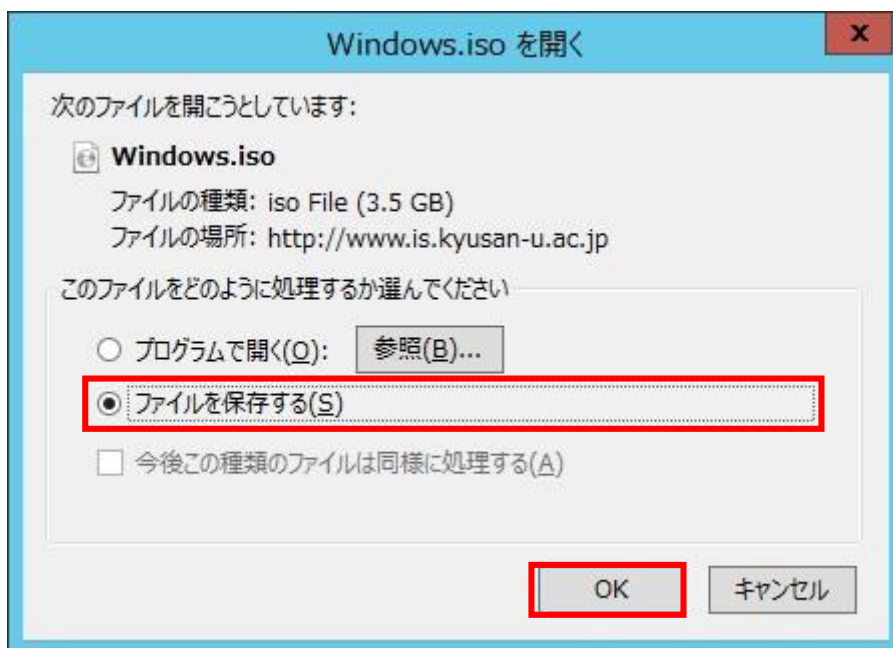 Windows.iso を開く
x
次のファイルを開こうとしています:
Windows.iso
ファイルの種類: iso File (3.5 GB)
ファイルの場所: http://www.is.kyusan-u.ac.jp
このファイルをどのように処理するか選んでください
プログラムで開く(O): 参照(B)...
ファイルを保存する(S)
今後この種類のファイルは同様に処理する(A)
OK キャンセル